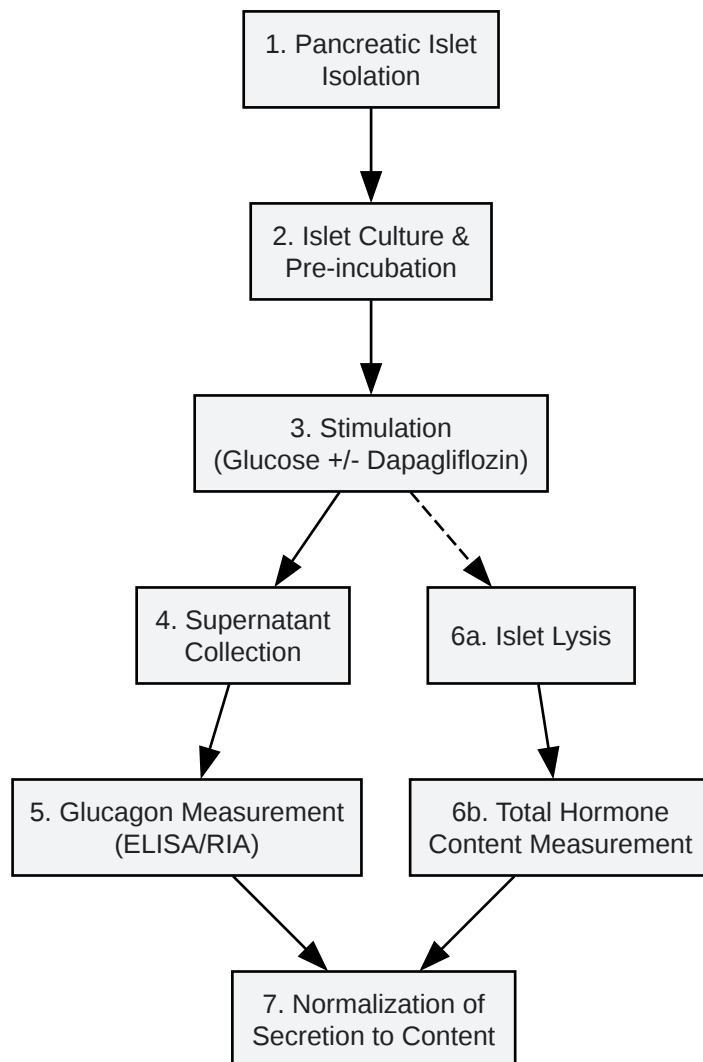 1. Pancreatic Islet
Isolation
2. Islet Culture &
Pre-incubation
3. Stimulation
(Glucose +/- Dapagliflozin)
4. Supernatant
Collection
6a. Islet Lysis
5. Glucagon Measurement
(ELISA/RIA)
6b. Total Hormone
Content Measurement
7. Normalization of
Secretion to Content